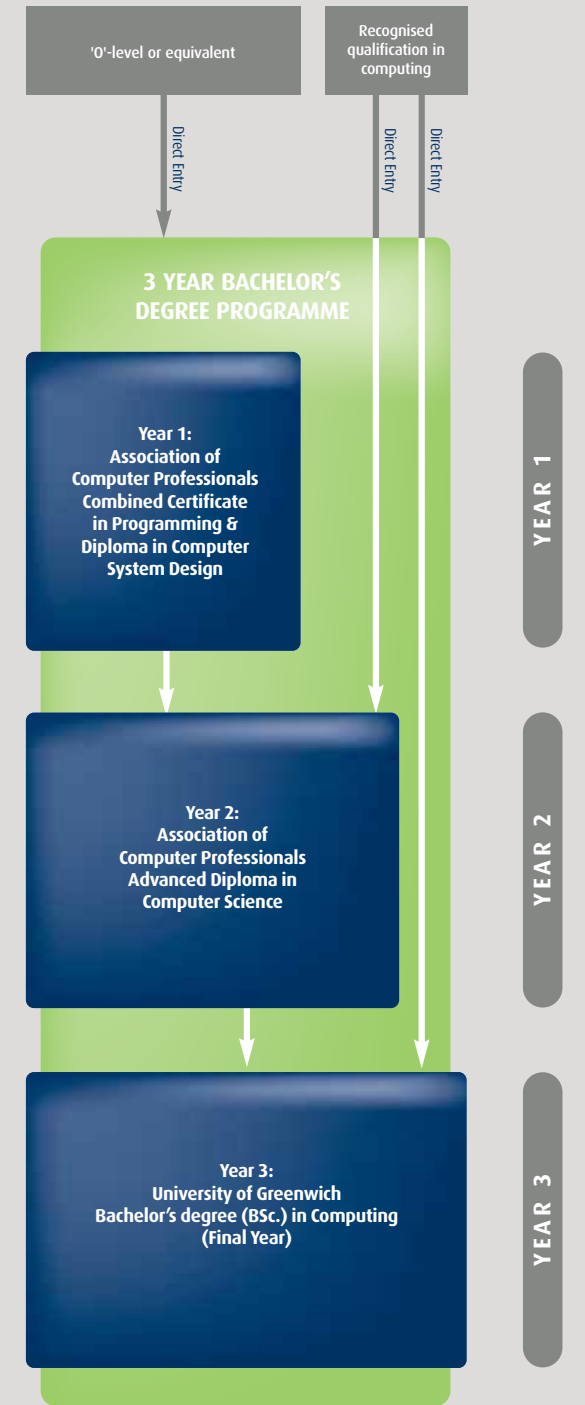 'O'-level or equivalent
Recognised
qualification in
computing
Direct Entry
Direct Entry
Direct Entry
3 YEAR BACHELOR'S
DEGREE PROGRAMME
Year 1:
Association of
Computer Professionals
Combined Certificate
in Programming &
Diploma in Computer
System Design
YEAR 1
Year 2:
Association of
Computer Professionals
Advanced Diploma in
Computer Science
YEAR 2
Year 3:
University of Greenwich
Bachelor's degree (BSc.) in Computing
(Final Year)
YEAR 3